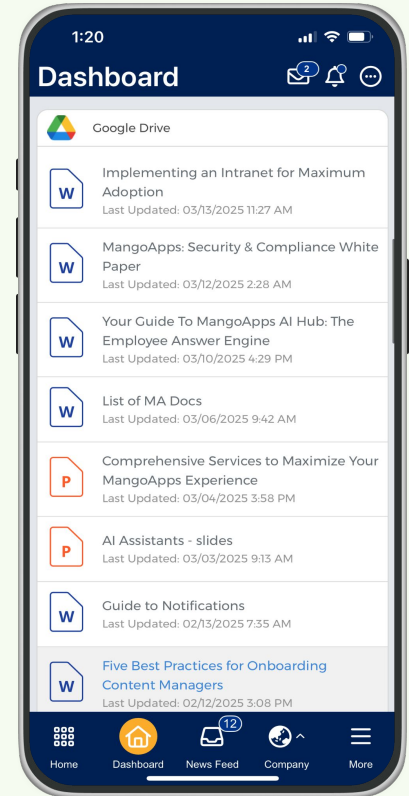 1:20
Dashboard
2
Google Drive
W
Implementing an Intranet for Maximum
Adoption
Last Updated: 03/13/2025 11:27 AM
W
MangoApps: Security & Compliance White
Paper
Last Updated: 03/12/2025 2:28 AM
W
Your Guide To MangoApps AI Hub: The
Employee Answer Engine
Last Updated: 03/10/2025 4:29 PM
W
List of MA Docs
Last Updated: 03/06/2025 9:42 AM
P
Comprehensive Services to Maximize Your
MangoApps Experience
Last Updated: 03/04/2025 3:58 PM
P
AI Assistants - slides
Last Updated: 03/03/2025 9:13 AM
W
Guide to Notifications
Last Updated: 02/13/2025 7:35 AM
W
Five Best Practices for Onboarding
Content Managers
Last Updated: 02/12/2025 3:08 PM
12
Home Dashboard News Feed Company More